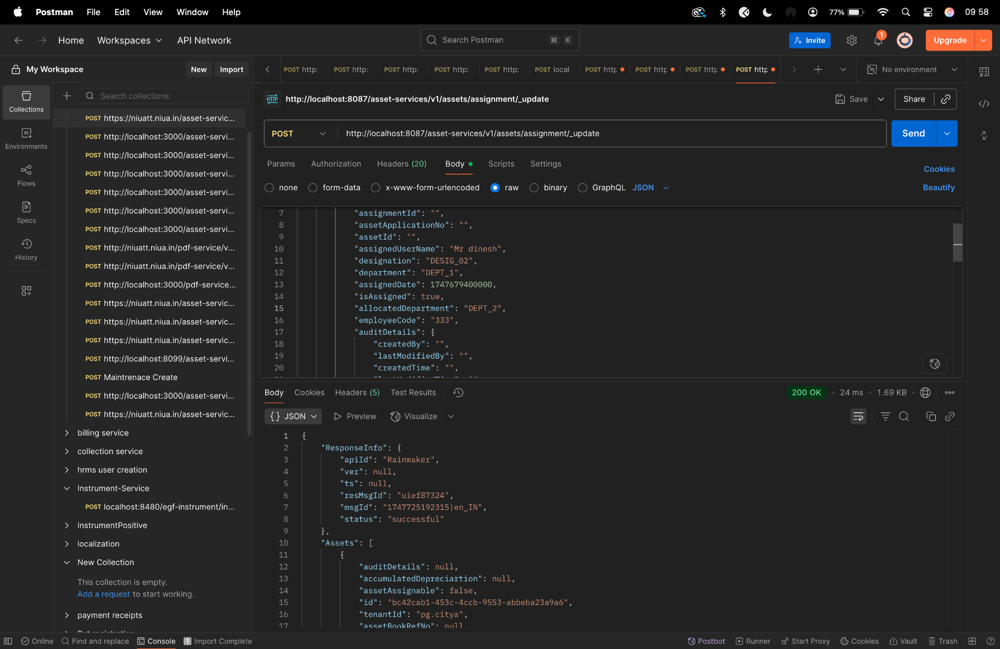 Postman File Edit View Window Help 77% 09 58
Home Workspaces API Network Search Postman ⌘ K Invite 1 Upgrade
My Workspace New Import POST http: POST http: POST http: POST http: POST http: POST local POST http POST http POST http POST http No environment
Collections
Environments
Flows
Specs
History
Search collections
POST https://niuatt.niua.in/asset-servic...
POST http://localhost:3000/asset-servi...
POST http://localhost:3000/asset-servi...
POST http://localhost:3000/asset-servi...
POST http://localhost:3000/asset-servi...
POST http://localhost:3000/asset-servi...
POST http://localhost:3000/asset-servi...
POST http://niuatt.niua.in/pdf-service/v...
POST http://niuatt.niua.in/pdf-service/v...
POST http://localhost:3000/pdf-service...
POST https://niuatt.niua.in/asset-servic...
POST https://niuatt.niua.in/asset-servic...
POST https://niuatt.niua.in/asset-servic...
POST http://localhost:8099/asset-servi...
POST Maintrenace Create
POST http://localhost:3000/asset-servi...
POST https://niuatt.niua.in/asset-servic...
billing service
collection service
hrms user creation
Instrument-Service
POST localhost:8480/egf-instrument/in...
InstrumentPositive
localization
New Collection
This collection is empty.
Add a request to start working.
payment receipts
HTTP http://localhost:8087/asset-services/v1/assets/assignment/_update Save Share
POST http://localhost:8087/asset-services/v1/assets/assignment/_update Send
Params Authorization Headers (20) Body Scripts Settings Cookies
none form-data x-www-form-urlencoded raw binary GraphQL JSON Beautify
7 "assignmentId": "",
8 "assetApplicationNo": "",
9 "assetId": "",
10 "assignedUserName": "Mr dinesh",
11 "designation": "DESIG_02",
12 "department": "DEPT_1",
13 "assignedDate": 1747679400000,
14 "isAssigned": true,
15 "allocatedDepartment": "DEPT_2",
16 "employeeCode": "333",
17 "auditDetails": {
18 "createdBy": "",
19 "lastModifiedBy": "",
20 "createdTime": "",
Body Cookies Headers (5) Test Results 200 OK • 24 ms • 1.69 KB •
{} JSON Preview Visualize
1 {
2 "ResponseInfo": {
3 "apiId": "Rainmaker",
4 "ver": null,
5 "ts": null,
6 "resMsgId": "uief87324",
7 "msgId": "1747725192315|en_IN",
8 "status": "successful"
9 },
10 "Assets": [
11 {
12 "auditDetails": null,
13 "accumulatedDepreciartion": null,
14 "assetAssignable": false,
15 "id": "bc42cab1-453c-4ccb-9553-abbeba23a9a6",
16 "tenantId": "pg.citya",
17 "assetBookRefNo": null,
Online Find and replace Console 1 Import Complete Postbot Runner Start Proxy Cookies Vault Trash